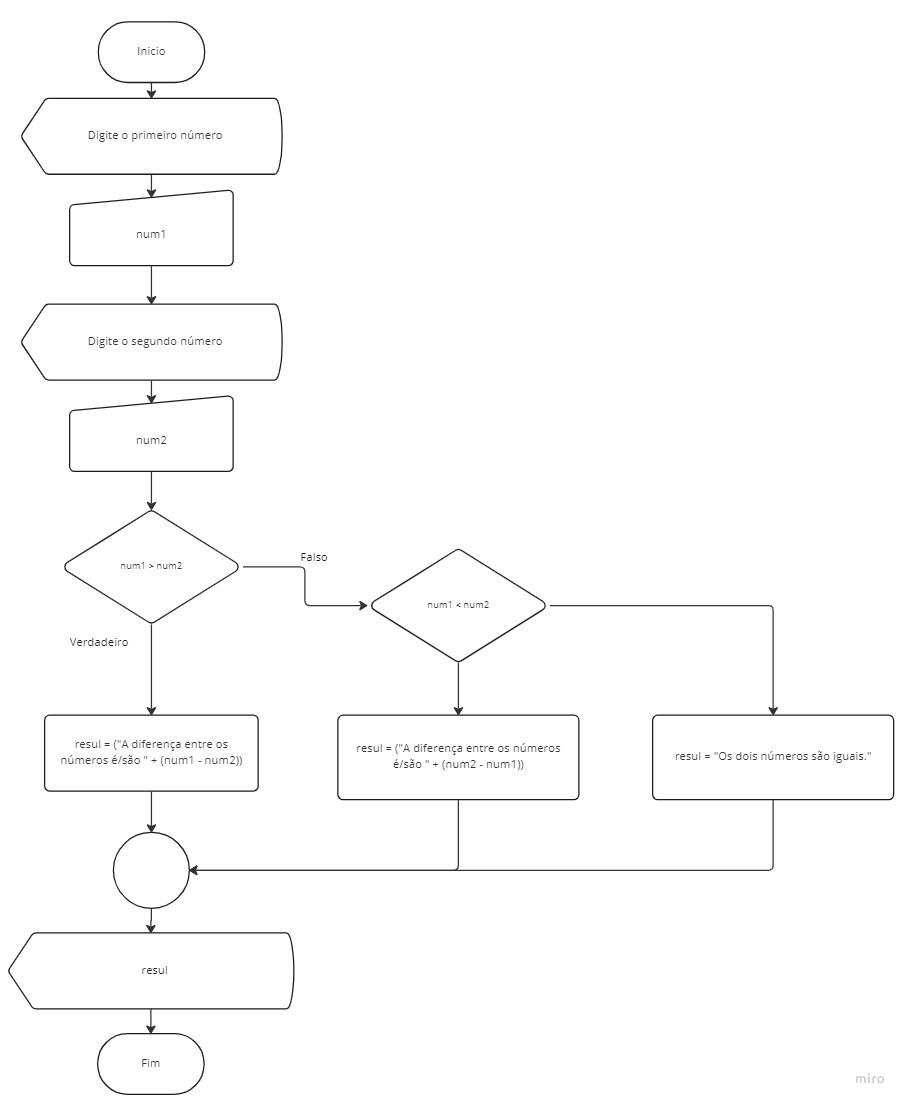 Inicio
Digite o primeiro número
num1
Digite o segundo número
num2
num1 > num2
Falso
num1 < num2
Verdadeiro
resul = ("A diferença entre os
números é/são " + (num1 - num2))
resul = ("A diferença entre os números
é/são " + (num2 - num1))
resul = "Os dois números são iguais."
resul
Fim
miro